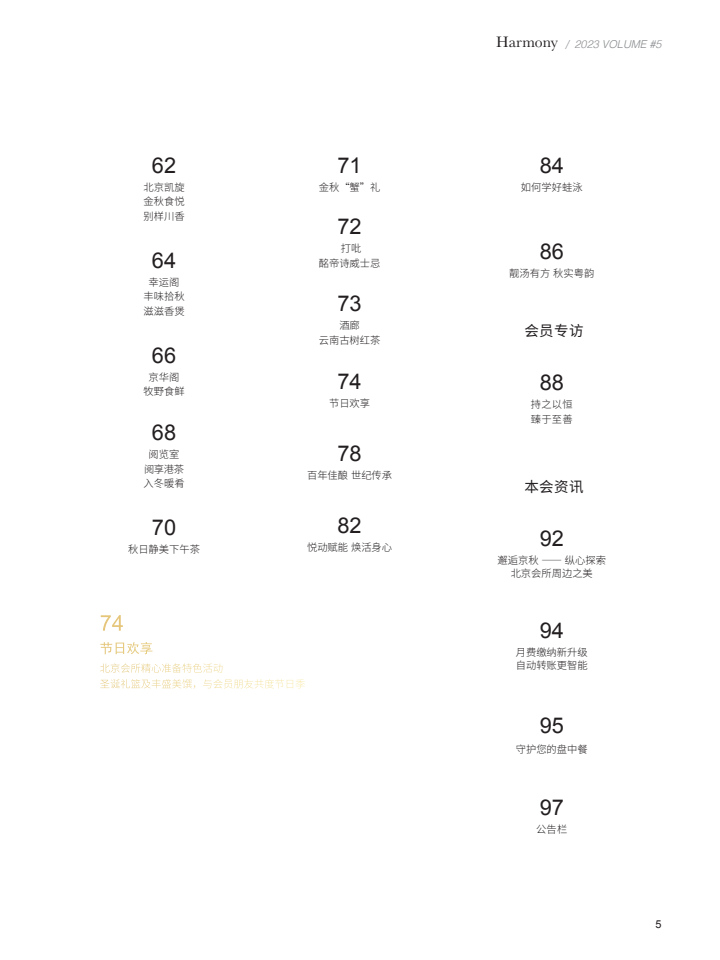 Harmony / 2023 VOLUME #5
62
北京凯旋
金秋食悦
别样川香
64
幸运阁
丰味拾秋
滋滋香煲
66
京华阁
牧野食鲜
68
阅览室
阅享港茶
入冬暖肴
70
秋日静美下午茶
71
金秋“蟹”礼
72
打吡
酩帝诗威士忌
73
酒廊
云南古树红茶
74
节日欢享
78
百年佳酿 世纪传承
82
悦动赋能 焕活身心
84
如何学好蛙泳
86
靓汤有方 秋实粤韵
会员专访
88
持之以恒
臻于至善
本会资讯
92
邂逅京秋 —— 纵心探索
北京会所周边之美
94
月费缴纳新升级
自动转账更智能
95
守护您的盘中餐
97
公告栏
74
节日欢享
北京会所精心准备特色活动
圣诞礼篮及丰盛美馔，与会员朋友共度节日季
5